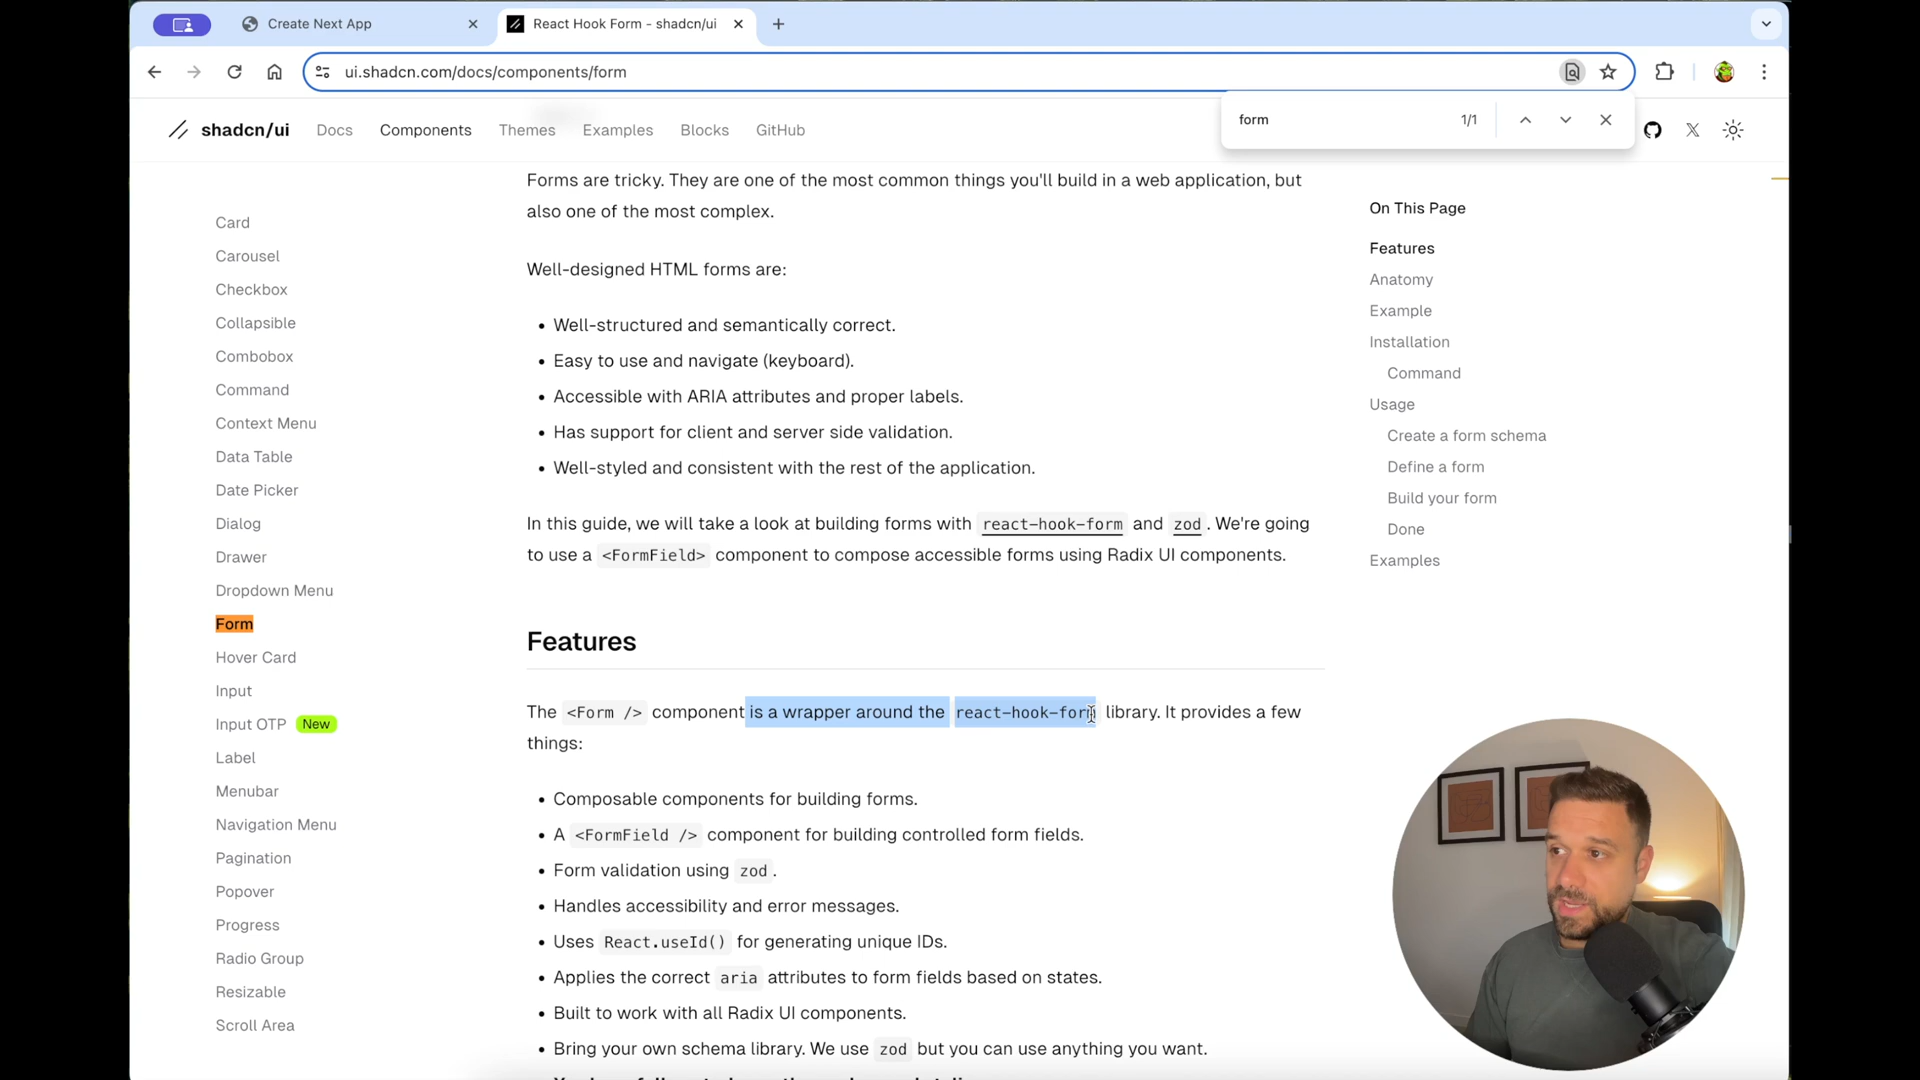 Create Next App
React Hook Form - shadcn/ui
ui.shadcn.com/docs/components/form
form
1/1
shadcn/ui
Docs
Components
Themes
Examples
Blocks
GitHub
Card
Carousel
Checkbox
Collapsible
Combobox
Command
Context Menu
Data Table
Date Picker
Dialog
Drawer
Dropdown Menu
Form
Hover Card
Input
Input OTP New
Label
Menubar
Navigation Menu
Pagination
Popover
Progress
Radio Group
Resizable
Scroll Area
Forms are tricky. They are one of the most common things you'll build in a web application, but
also one of the most complex.
Well-designed HTML forms are:
• Well-structured and semantically correct.
• Easy to use and navigate (keyboard).
• Accessible with ARIA attributes and proper labels.
• Has support for client and server side validation.
• Well-styled and consistent with the rest of the application.
In this guide, we will take a look at building forms with react-hook-form and zod. We're going
to use a <FormField> component to compose accessible forms using Radix UI components.
Features
The <Form /> component is a wrapper around the react-hook-form library. It provides a few
things:
• Composable components for building forms.
• A <FormField /> component for building controlled form fields.
• Form validation using zod.
• Handles accessibility and error messages.
• Uses React.useId() for generating unique IDs.
• Applies the correct aria attributes to form fields based on states.
• Built to work with all Radix UI components.
• Bring your own schema library. We use zod but you can use anything you want.
On This Page
Features
Anatomy
Example
Installation
Command
Usage
Create a form schema
Define a form
Build your form
Done
Examples